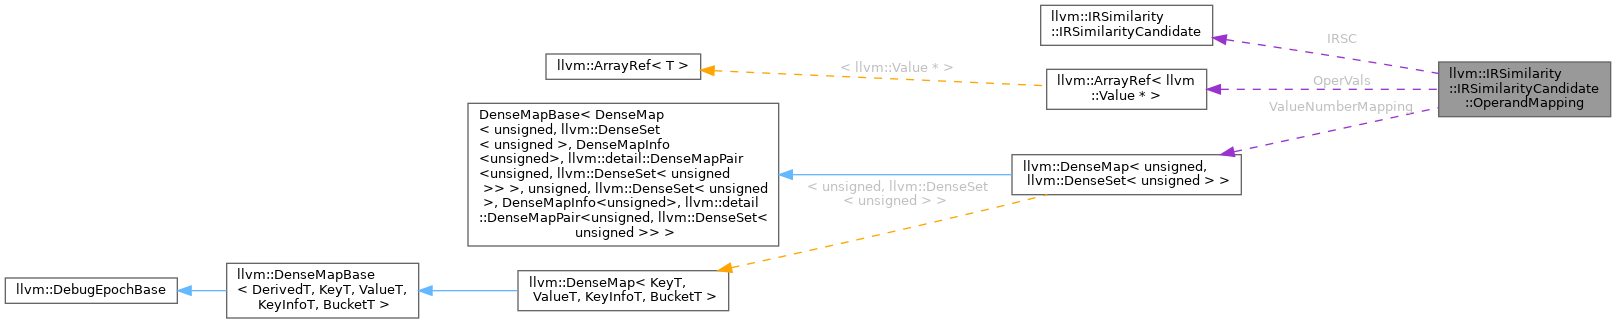 llvm::IRSimilarity
::IRSimilarityCandidate
IRSC
llvm::ArrayRef< T >
< llvm::Value * >
llvm::ArrayRef< llvm
::Value * >
OperVals
llvm::IRSimilarity
::IRSimilarityCandidate
::OperandMapping
ValueNumberMapping
DenseMapBase< DenseMap
< unsigned, llvm::DenseSet
< unsigned >, DenseMapInfo
<unsigned>, llvm::detail::DenseMapPair
<unsigned, llvm::DenseSet< unsigned
>> >, unsigned, llvm::DenseSet< unsigned
>, DenseMapInfo<unsigned>, llvm::detail
::DenseMapPair<unsigned, llvm::DenseSet<
unsigned >> >
< unsigned, llvm::DenseSet
< unsigned > >
llvm::DenseMap< unsigned,
llvm::DenseSet< unsigned > >
llvm::DebugEpochBase
llvm::DenseMapBase
< DerivedT, KeyT, ValueT,
KeyInfoT, BucketT >
llvm::DenseMap< KeyT,
ValueT, KeyInfoT, BucketT >